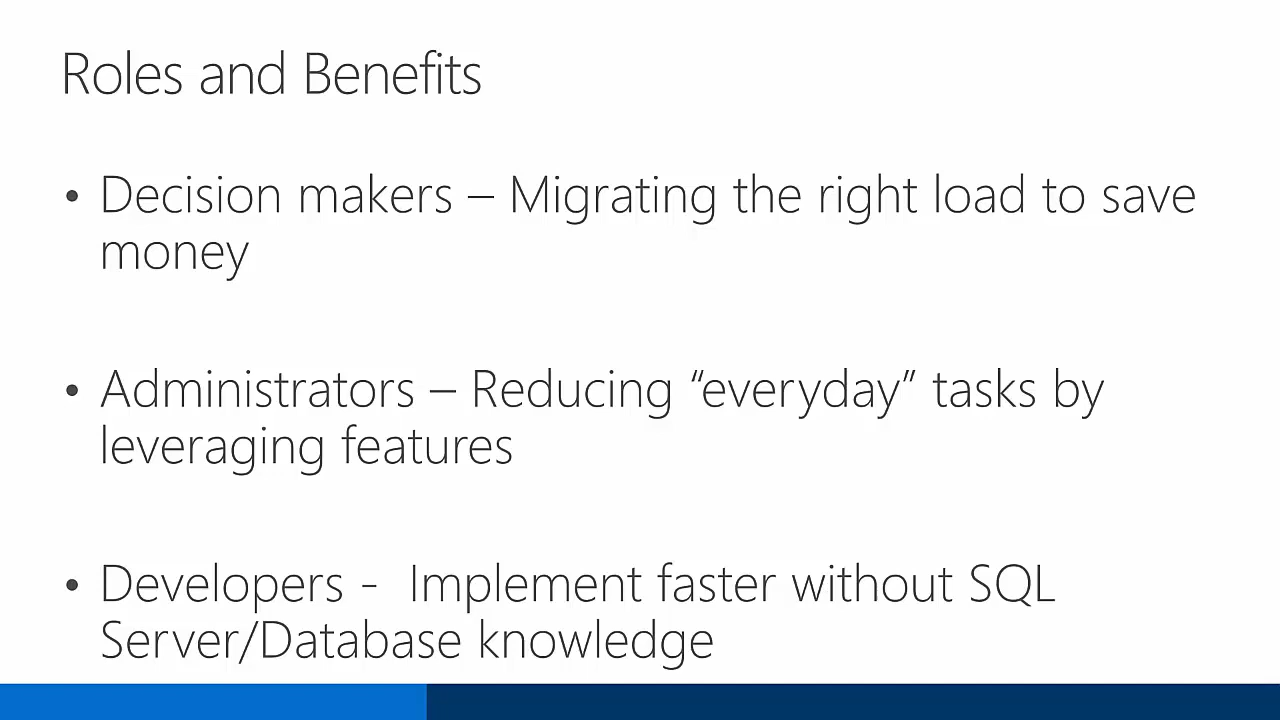 Roles and Benefits
• Decision makers – Migrating the right load to save
money
• Administrators – Reducing “everyday” tasks by
leveraging features
• Developers -  Implement faster without SQL
Server/Database knowledge